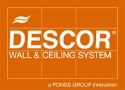 DESCOR®
WALL & CEILING SYSTEM
a PONGS GROUP Innovation